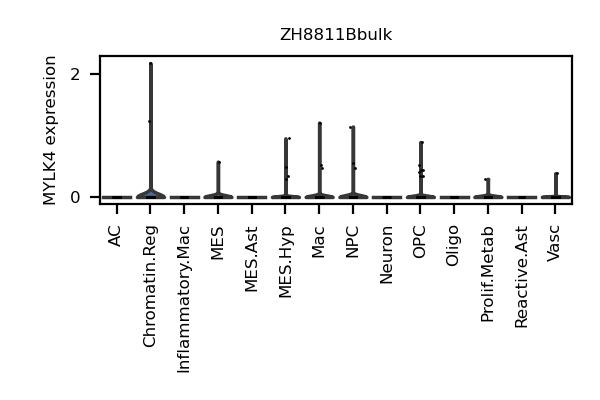 ZH8811Bbulk
MYLK4 expression
2
0
AC
Chromatin.Reg
Inflammatory.Mac
MES
MES.Ast
MES.Hyp
Mac
NPC
Neuron
OPC
Oligo
Prolif.Metab
Reactive.Ast
Vasc